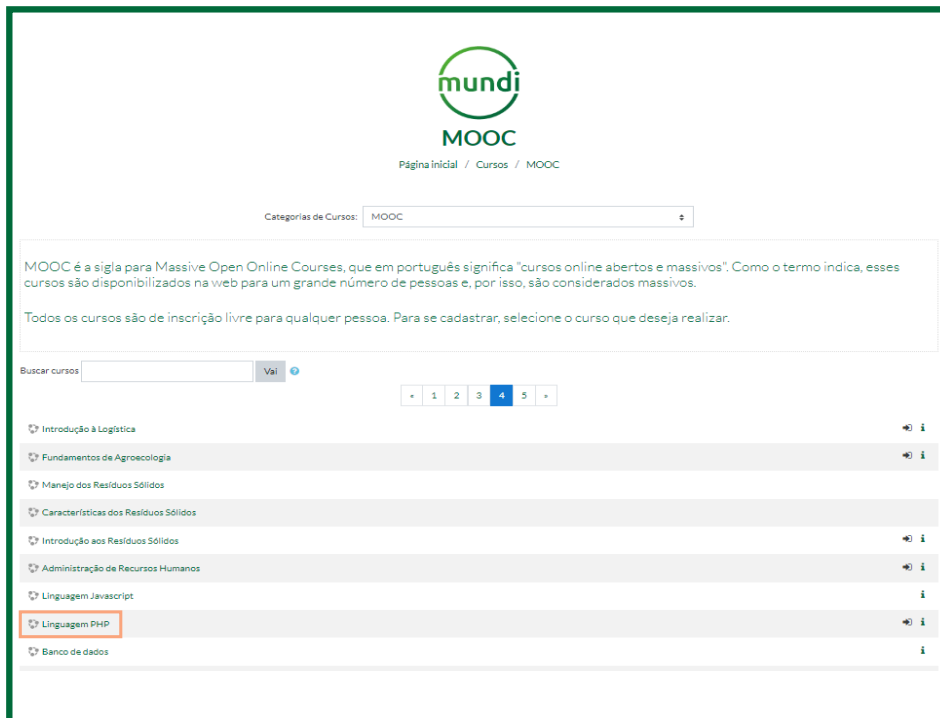 mundi
MOOC
Página inicial / Cursos / MOOC
Categorias de Cursos: MOOC
MOOC é a sigla para Massive Open Online Courses, que em português significa "cursos online abertos e massivos". Como o termo indica, esses
cursos são disponibilizados na web para um grande número de pessoas e, por isso, são considerados massivos.
Todos os cursos são de inscrição livre para qualquer pessoa. Para se cadastrar, selecione o curso que deseja realizar.
Buscar cursos Vai
« 1 2 3 4 5 »
Introdução à Logística
Fundamentos de Agroecologia
Manejo dos Resíduos Sólidos
Características dos Resíduos Sólidos
Introdução aos Resíduos Sólidos
Administração de Recursos Humanos
Linguagem Javascript
Linguagem PHP
Banco de dados